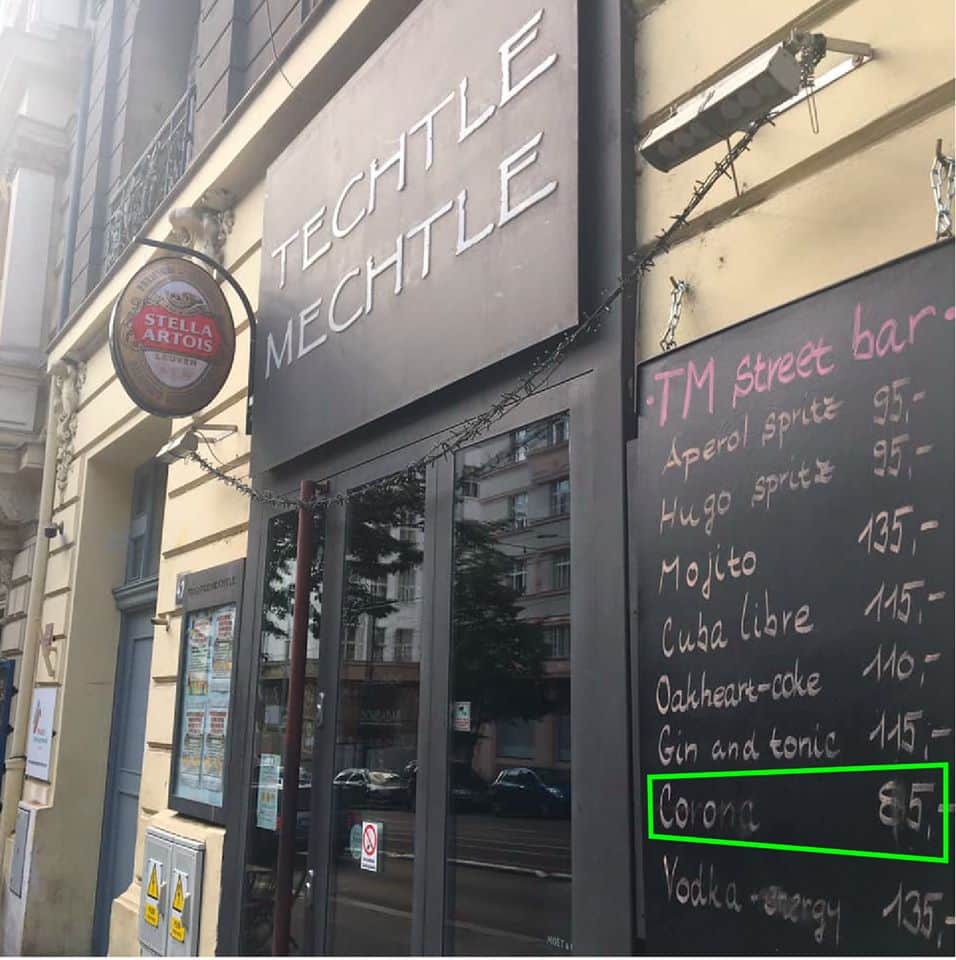 TECHTLE
MECHTLE
STELLA
ARTOIS
LEUVEN
·TM Street bar·
Aperol spritz 95,-
Hugo spritz 95,-
Mojito 135,-
Cuba libre 115,-
Oakheart-coke 110,-
Gin and tonic 115,-
Corona 85,-
Vodka-energy 135,-